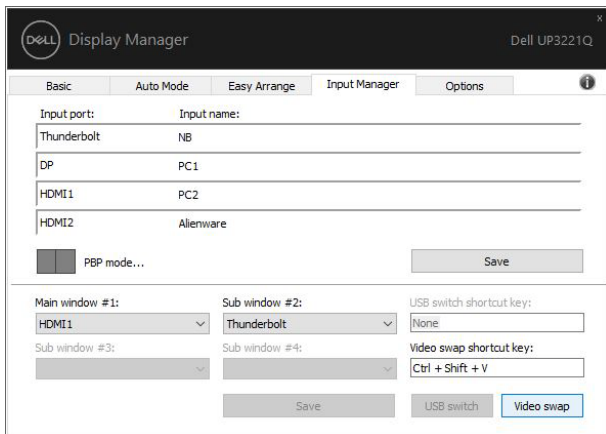 x
DELL Display Manager Dell UP3221Q
Basic Auto Mode Easy Arrange Input Manager Options i
Input port: Input name:
Thunderbolt NB
DP PC1
HDMI1 PC2
HDMI2 Alienware
PBP mode... Save
Main window #1: Sub window #2: USB switch shortcut key:
HDMI1 Thunderbolt None
Sub window #3: Sub window #4: Video swap shortcut key:
Ctrl + Shift + V
Save USB switch Video swap